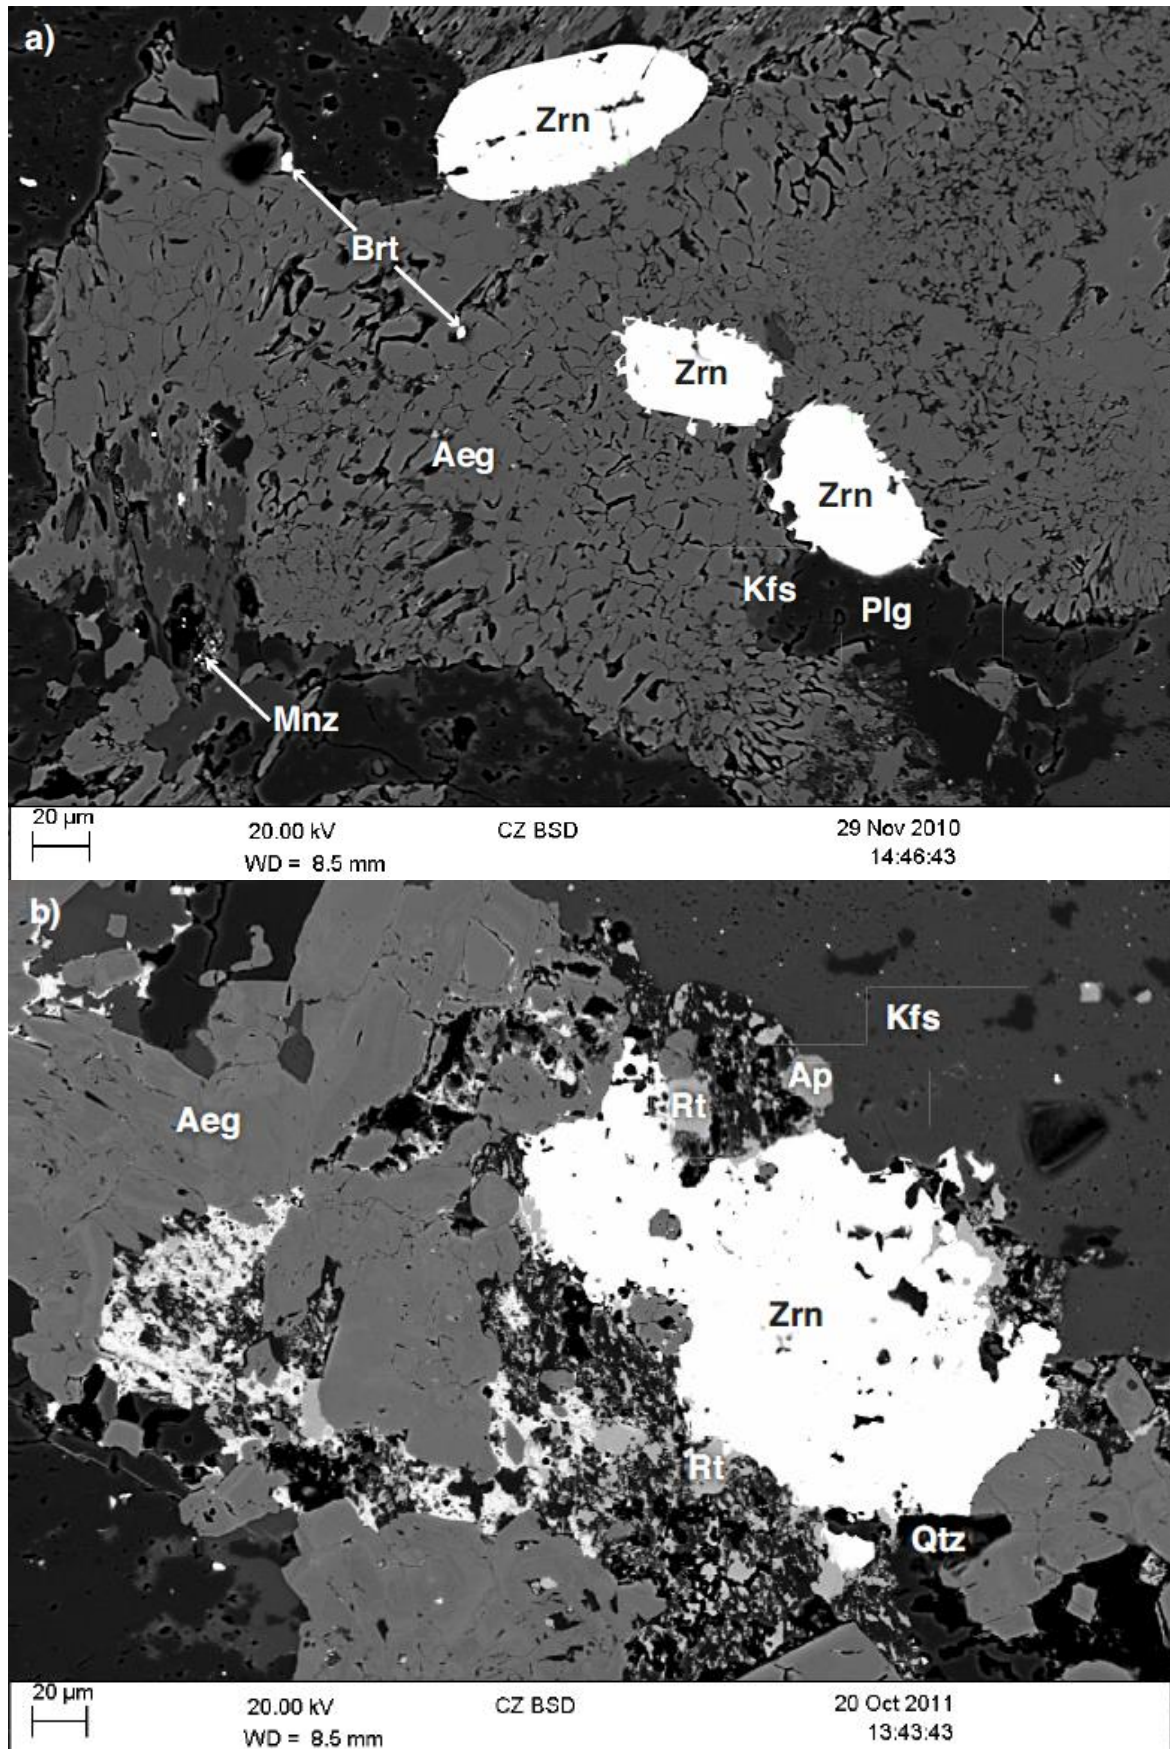 a)
Zrn
Brt
Zrn
Aeg
Zrn
Kfs
Plg
Mnz
20 µm
20.00 kV
CZ BSD
29 Nov 2010
WD = 8.5 mm
14:46:43
b)
Kfs
Ap
Rt
Aeg
Zrn
Rt
Qtz
20 µm
20.00 kV
CZ BSD
20 Oct 2011
WD = 8.5 mm
13:43:43